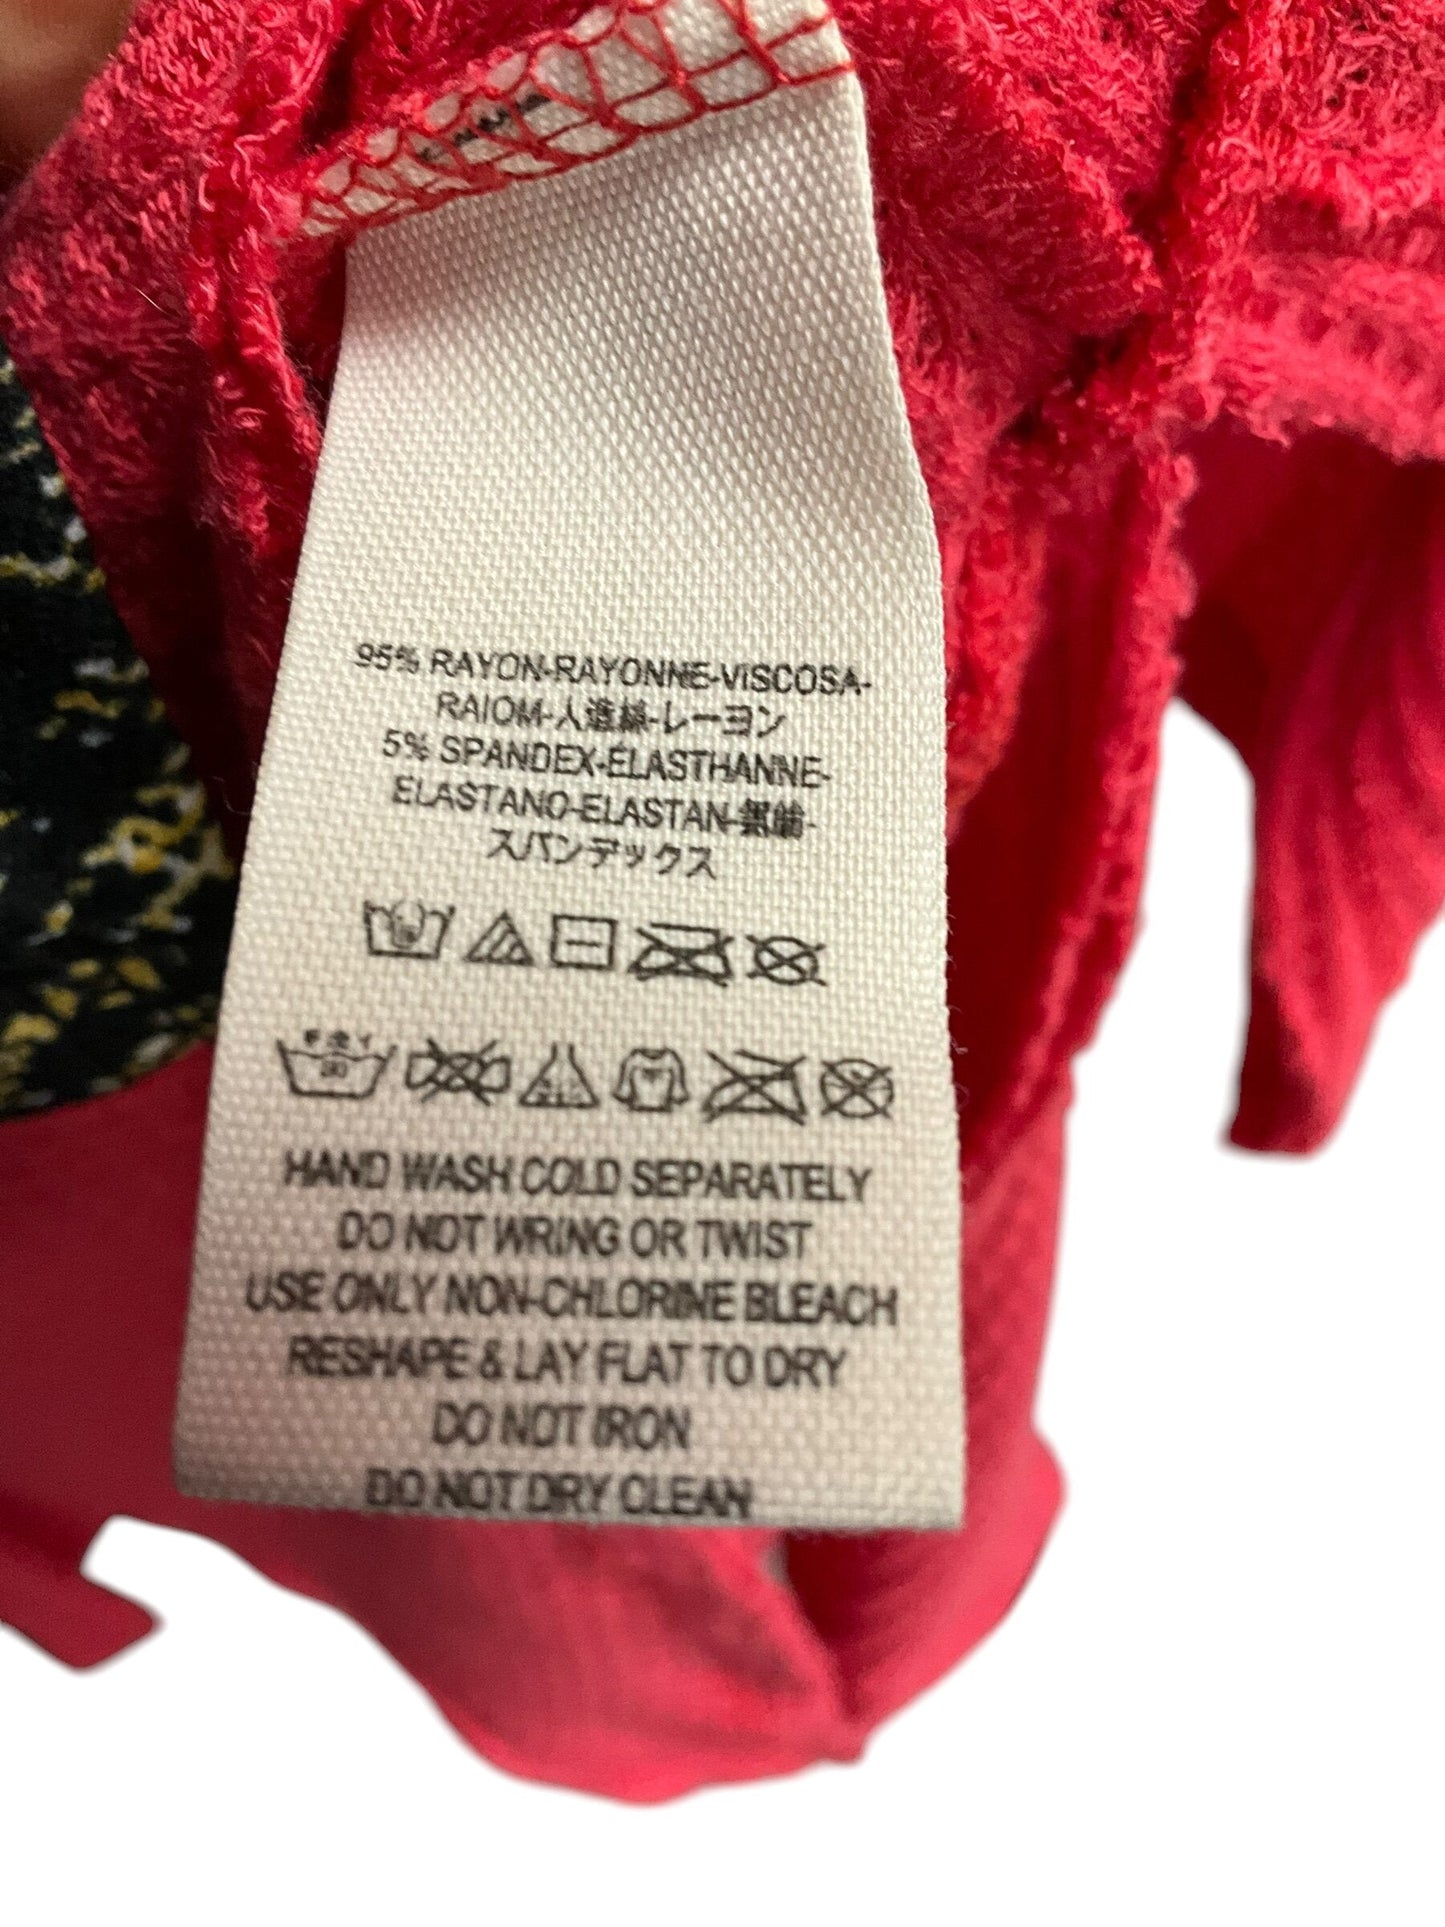 95% RAYON-RAYONNE-VISCOSA-
RAIOM-人造絲-レーヨン
5% SPANDEX-ELASTHANNE-
ELASTANO-ELASTAN-
スパンデックス
HAND WASH COLD SEPARATELY
DO NOT WRING OR TWIST
USE ONLY NON-CHLORINE BLEACH
RESHAPE & LAY FLAT TO DRY
DO NOT IRON
DO NOT DRY CLEAN